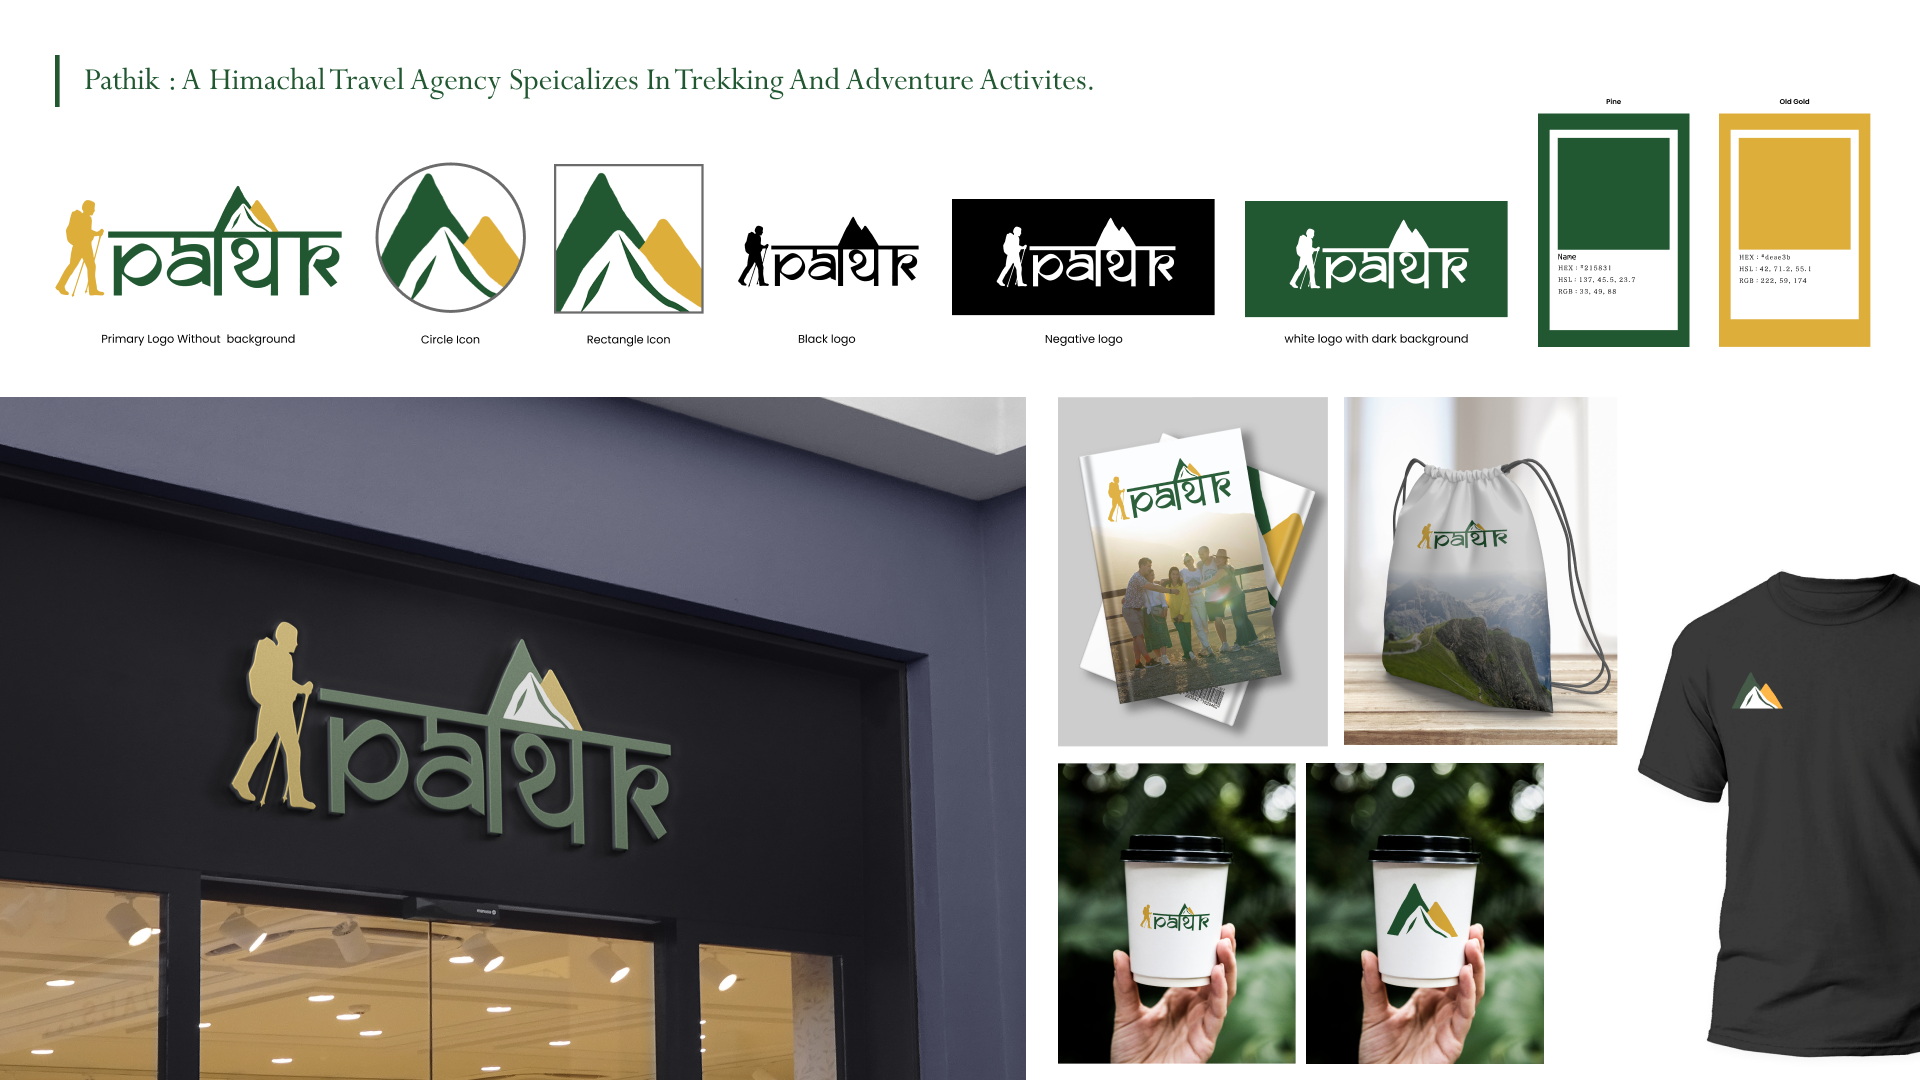 Pathik : A Himachal Travel Agency Speicalizes In Trekking And Adventure Activites.
paथिk
Primary Logo Without background
Circle Icon
Rectangle Icon
paथिk
Black logo
paथिk
Negative logo
paथिk
white logo with dark background
Pine
Name
HEX : #215831
HSL : 137, 45.5, 23.7
RGB : 33, 49, 88
Old Gold
HEX : #deae3b
HSL : 42, 71.2, 55.1
RGB : 222, 59, 174
paथिk
paथिk
paथिk
paथिk